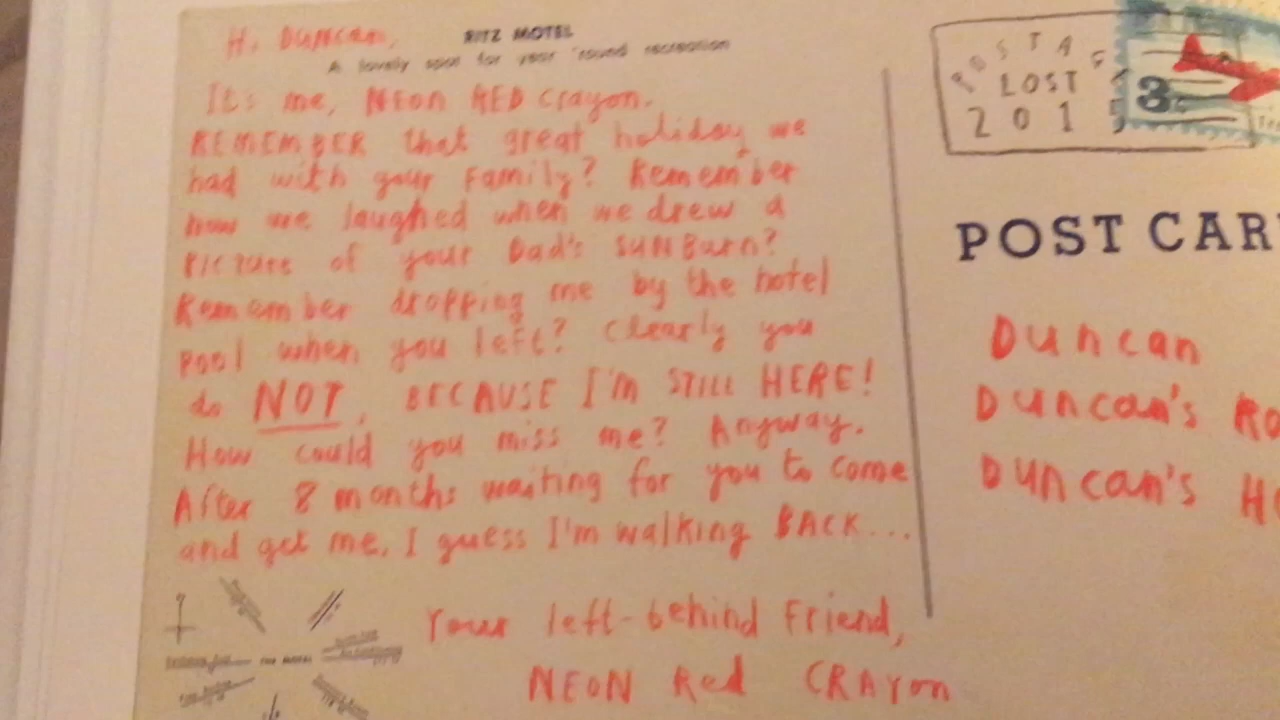 Hi Duncan,
RITZ MOTEL
A lovely spot for year 'round recreation
It's me, NEON RED Crayon.
REMEMBER that great holiday we
had with your Family? Remember
how we laughed when we drew a
PICTURE of your Dad's SUNBurn?
Remember dropping me by the hotel
Pool when you left? Clearly you
do NOT, BECAUSE I'M STILL HERE!
How could you miss me? Anyway.
After 8 months waiting for you to come
and get me, I guess I'm walking BACK...
Your left-behind Friend,
NEON Red CRAYon
POSTA
LOST
2015
3c
POST CAR
Duncan
Duncan's Ro
Duncan's Ho